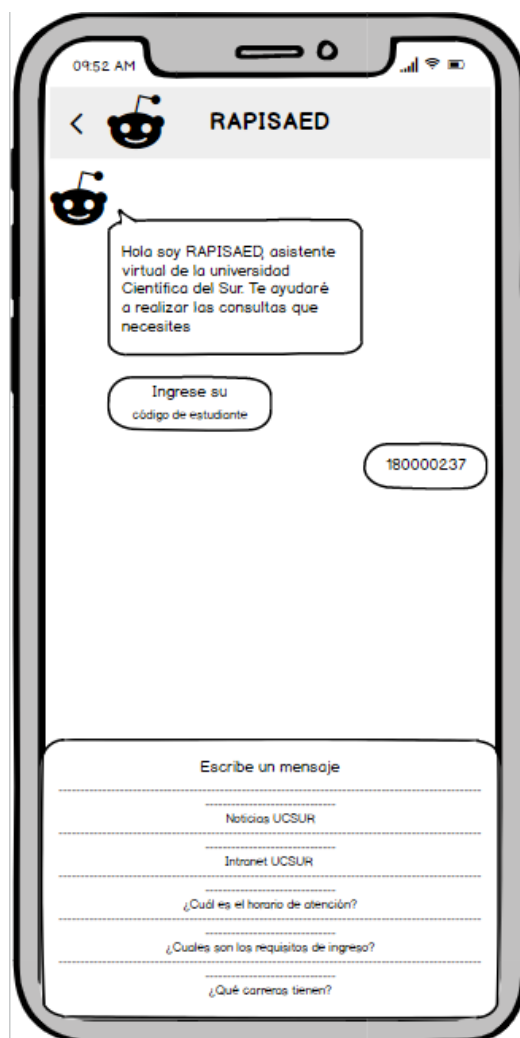 09:52 AM
RAPISAED
Hola soy RAPISAED, asistente
virtual de la universidad
Científica del Sur. Te ayudaré
a realizar las consultas que
necesites
Ingrese su
código de estudiante
180000237
Escribe un mensaje
Noticias UCSUR
Intranet UCSUR
¿Cuál es el horario de atención?
¿Cuales son los requisitos de ingreso?
¿Qué carreras tienen?